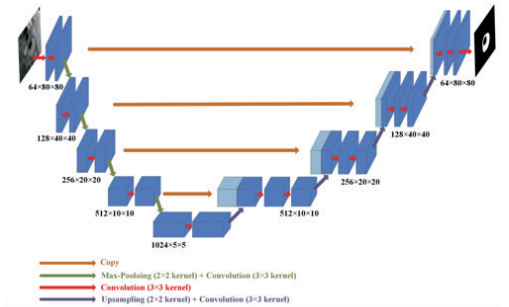 64×80×80
64×80×80
128×40×40
128×40×40
256×20×20
256×20×20
512×10×10
512×10×10
1024×5×5
Copy
Max-Pooloing (2×2 kernel) + Convolution (3×3 kernel)
Convolution (3×3 kernel)
Upsampling (2×2 kernel) + Convolution (3×3 kernel)